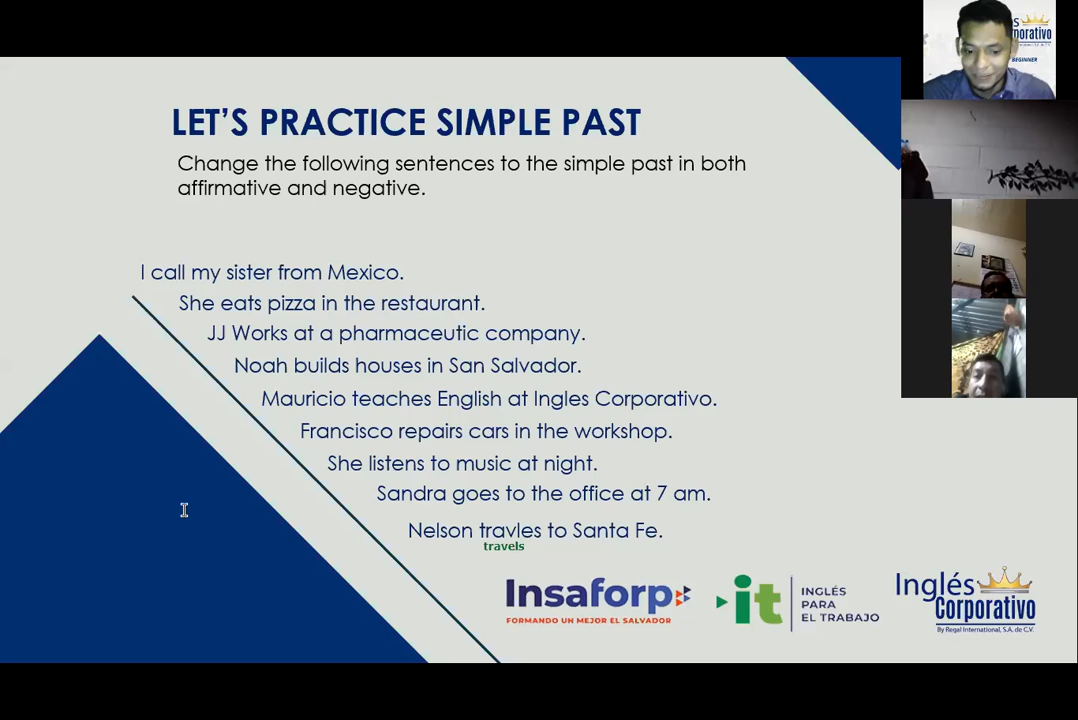 LET'S PRACTICE SIMPLE PAST
Change the following sentences to the simple past in both
affirmative and negative.
I call my sister from Mexico.
She eats pizza in the restaurant.
JJ Works at a pharmaceutic company.
Noah builds houses in San Salvador.
Mauricio teaches English at Ingles Corporativo.
Francisco repairs cars in the workshop.
She listens to music at night.
Sandra goes to the office at 7 am.
Nelson travles to Santa Fe.
travels
Insaforp
FORMANDO UN MEJOR EL SALVADOR
it
INGLÉS
PARA
EL TRABAJO
Inglés
Corporativo
By Regal International, S.A. de C.V.
BEGINNER